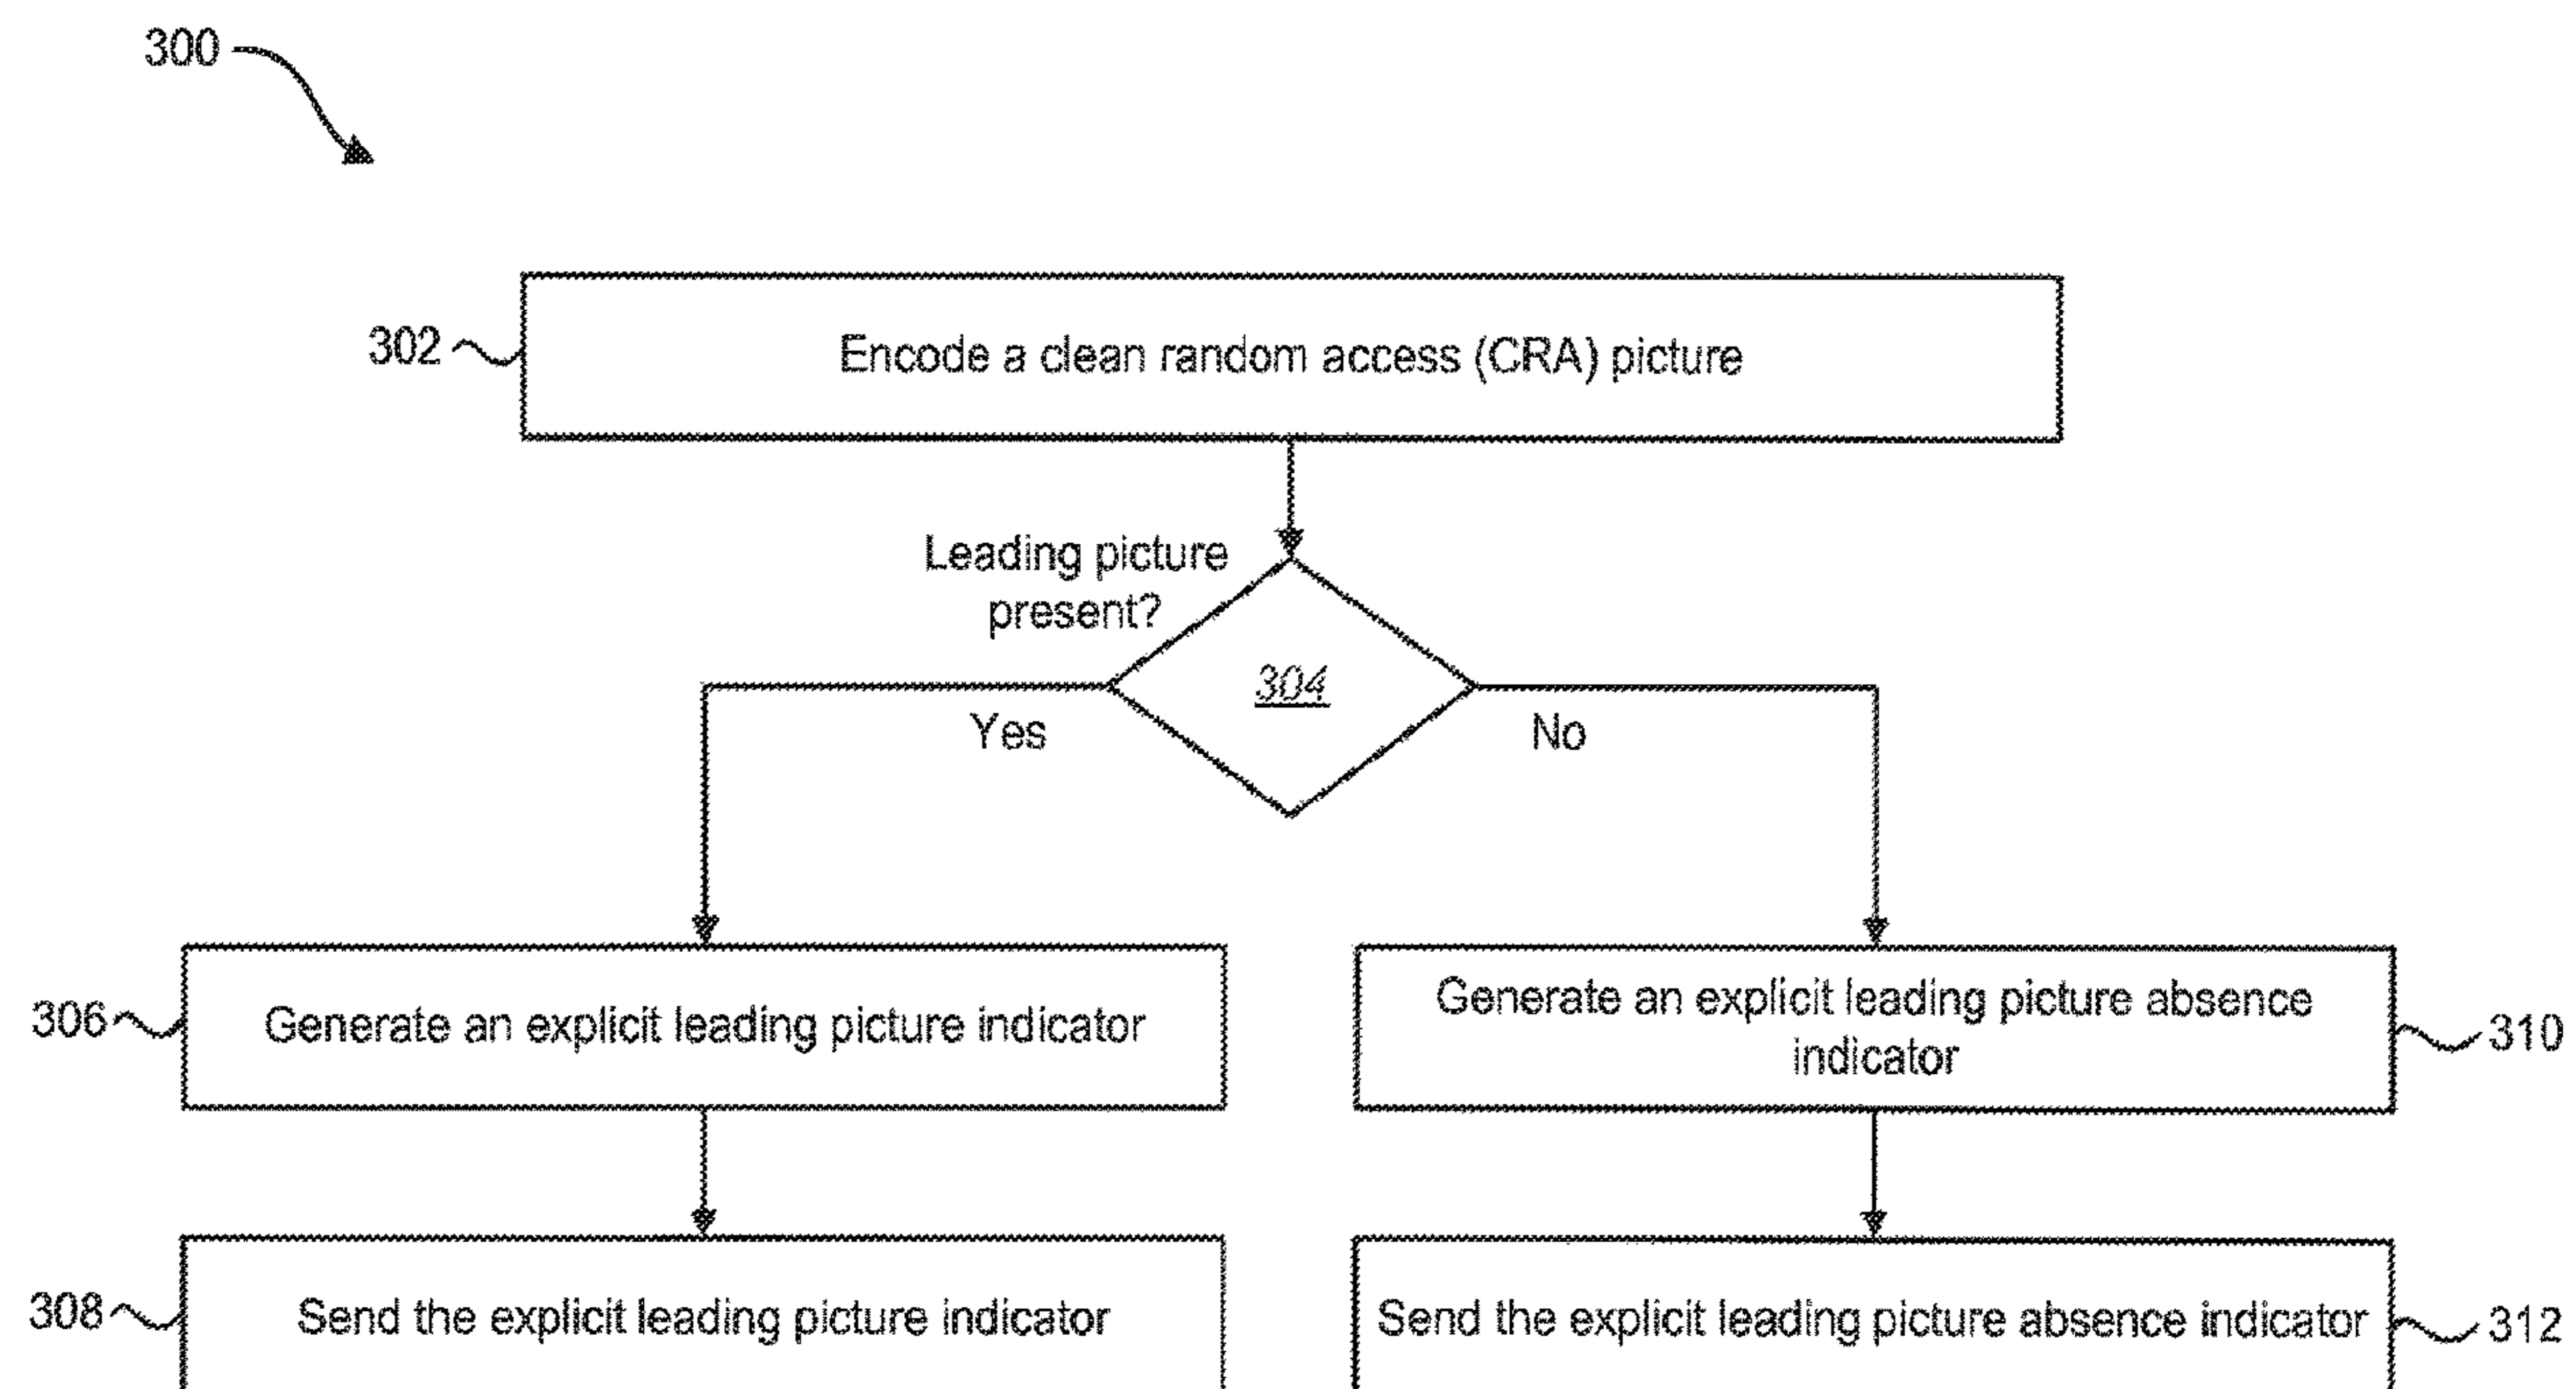 300
302
Encode a clean random access (CRA) picture
Leading picture
present?
304
Yes
No
306
Generate an explicit leading picture indicator
Generate an explicit leading picture absence
indicator
310
308
Send the explicit leading picture indicator
Send the explicit leading picture absence indicator
312